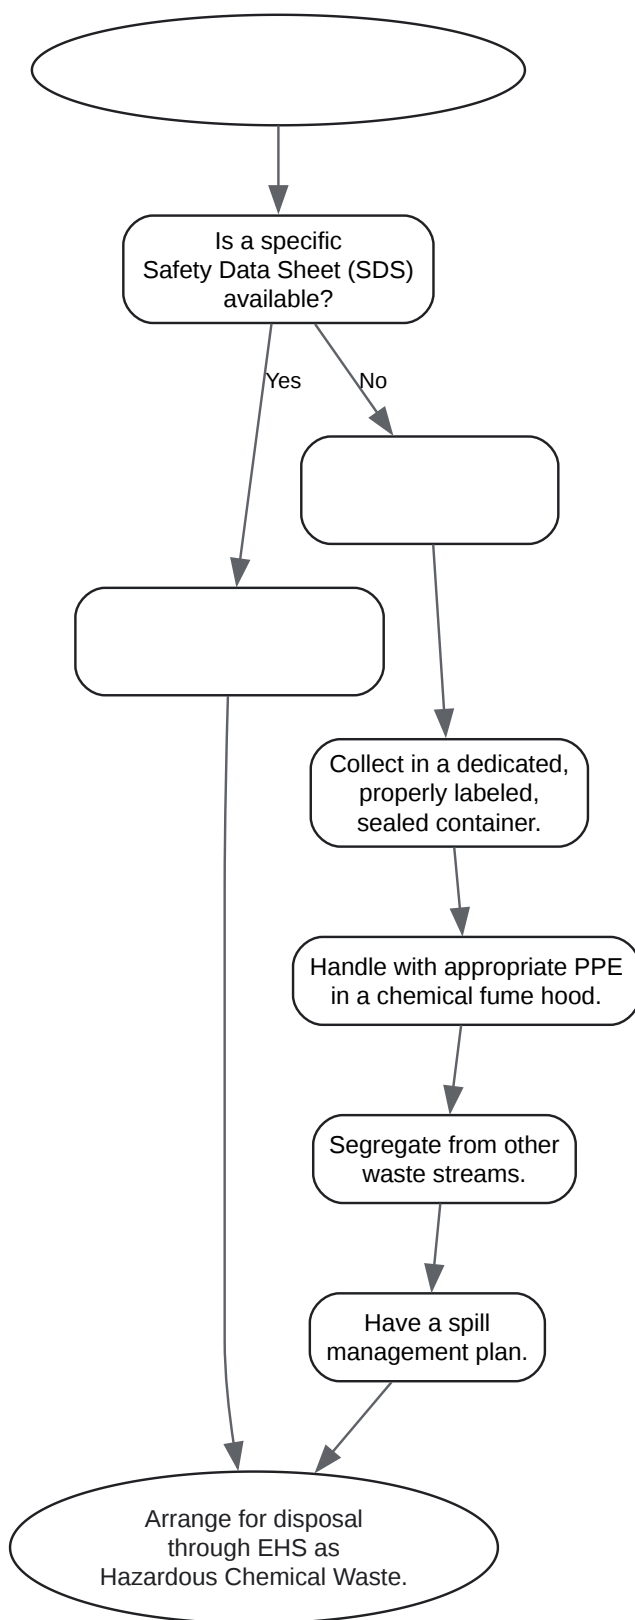 Is a specific
Safety Data Sheet (SDS)
available?
Yes
No
Collect in a dedicated,
properly labeled,
sealed container.
Handle with appropriate PPE
in a chemical fume hood.
Segregate from other
waste streams.
Have a spill
management plan.
Arrange for disposal
through EHS as
Hazardous Chemical Waste.